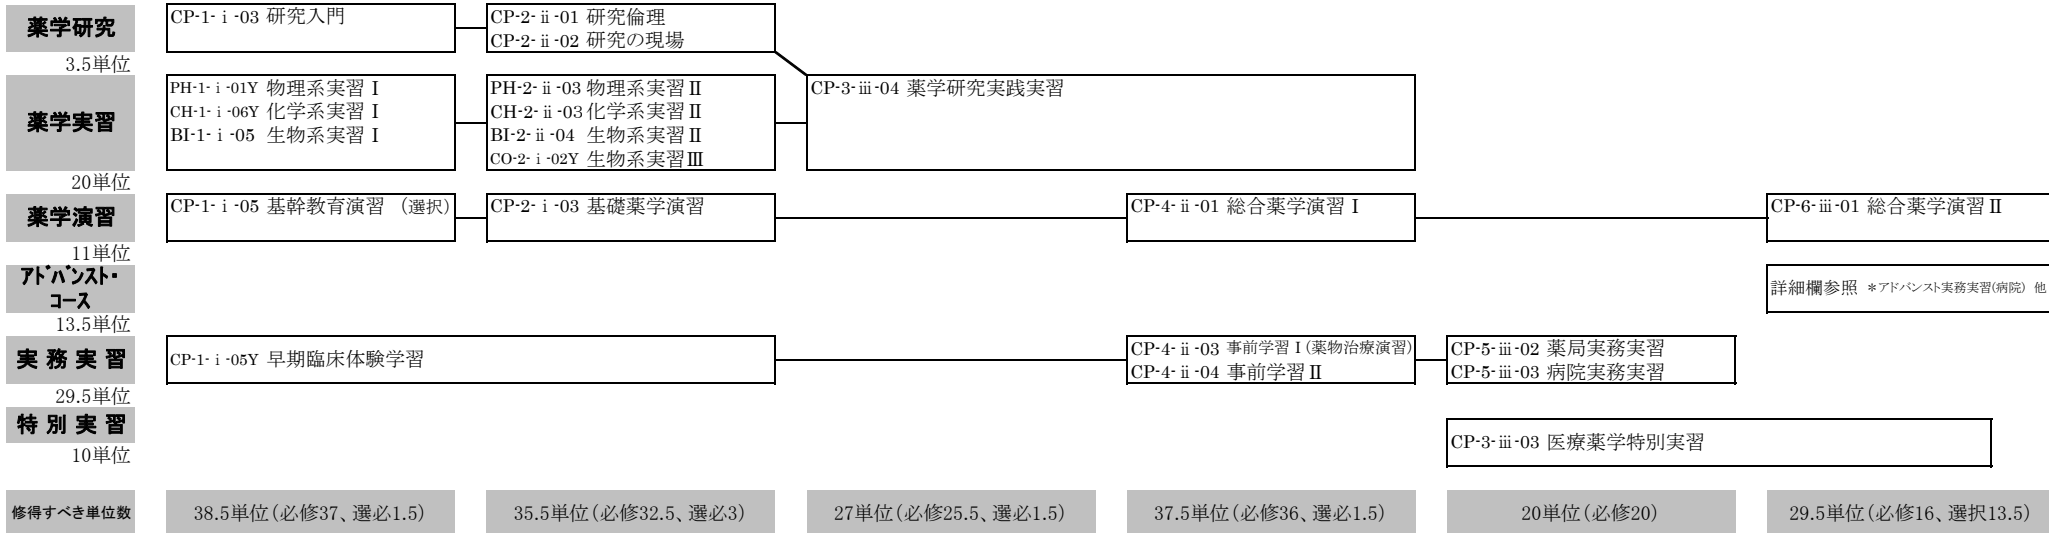 薬学研究
3.5単位
CP-1-ⅰ-03 研究入門
CP-2-ⅱ-01 研究倫理
CP-2-ⅱ-02 研究の現場
薬学実習
20単位
PH-1-ⅰ-01Y 物理系実習Ⅰ
CH-1-ⅰ-06Y 化学系実習Ⅰ
BI-1-ⅰ-05 生物系実習Ⅰ
PH-2-ⅱ-03 物理系実習Ⅱ
CH-2-ⅱ-03 化学系実習Ⅱ
BI-2-ⅱ-04 生物系実習Ⅱ
CO-2-ⅰ-02Y 生物系実習Ⅲ
CP-3-ⅲ-04 薬学研究実践実習
薬学演習
11単位
CP-1-ⅰ-05 基幹教育演習 （選択）
CP-2-ⅰ-03 基礎薬学演習
CP-4-ⅱ-01 総合薬学演習Ⅰ
CP-6-ⅲ-01 総合薬学演習Ⅱ
アドバンスト・
コース
13.5単位
詳細欄参照 ＊アドバンスト実務実習(病院) 他
実務実習
29.5単位
CP-1-ⅰ-05Y 早期臨床体験学習
CP-4-ⅱ-03 事前学習Ⅰ(薬物治療演習)
CP-4-ⅱ-04 事前学習Ⅱ
CP-5-ⅲ-02 薬局実務実習
CP-5-ⅲ-03 病院実務実習
特別実習
10単位
CP-3-ⅲ-03 医療薬学特別実習
修得すべき単位数
38.5単位(必修37、選必1.5)
35.5単位(必修32.5、選必3)
27単位(必修25.5、選必1.5)
37.5単位(必修36、選必1.5)
20単位(必修20)
29.5単位(必修16、選択13.5)